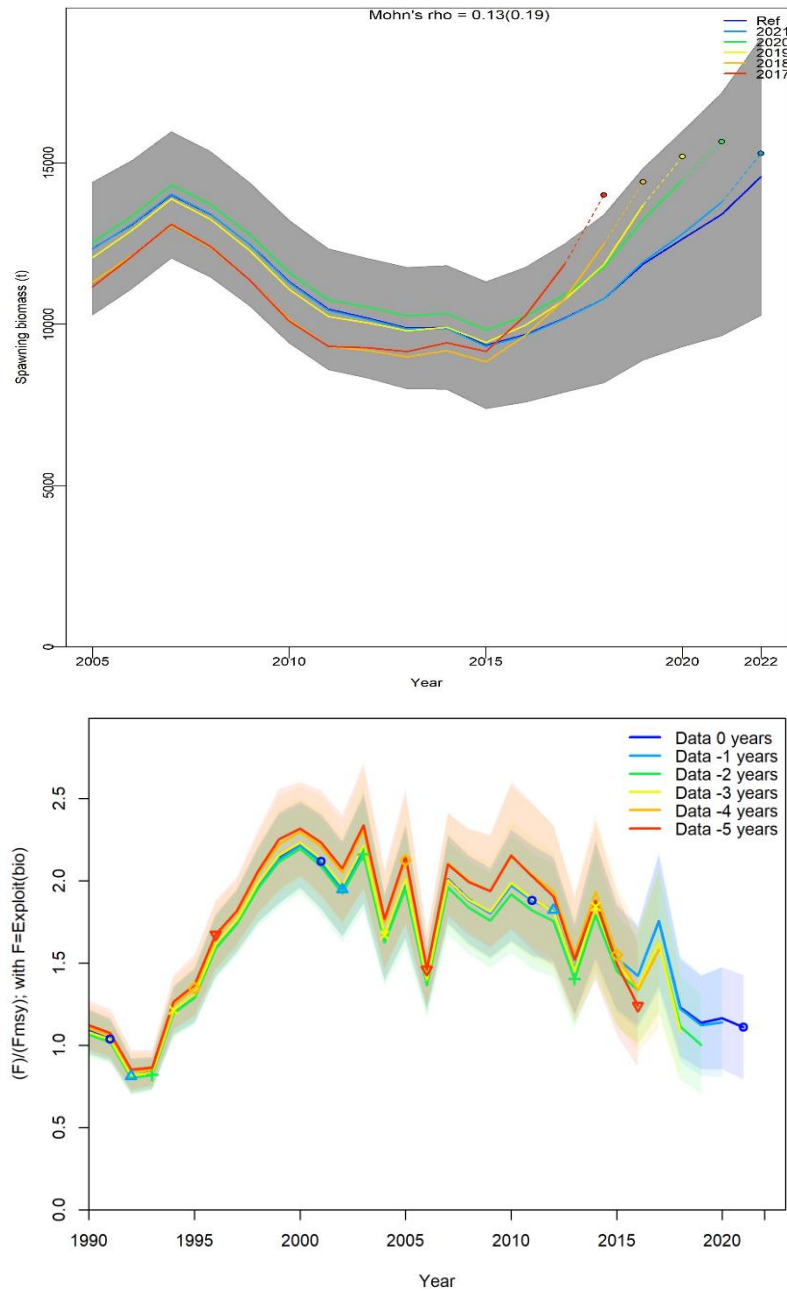 Mohn's rho = 0.13(0.19)
Ref
2021
2020
2019
2018
2017
Spawning biomass (t)
15000
10000
5000
0
2005
2010
2015
2020
2022
Year
Data 0 years
Data -1 years
Data -2 years
Data -3 years
Data -4 years
Data -5 years
(F)/(Fmsy); with F=Exploit(bio)
2.5
2.0
1.5
1.0
0.5
0.0
1990
1995
2000
2005
2010
2015
2020
Year